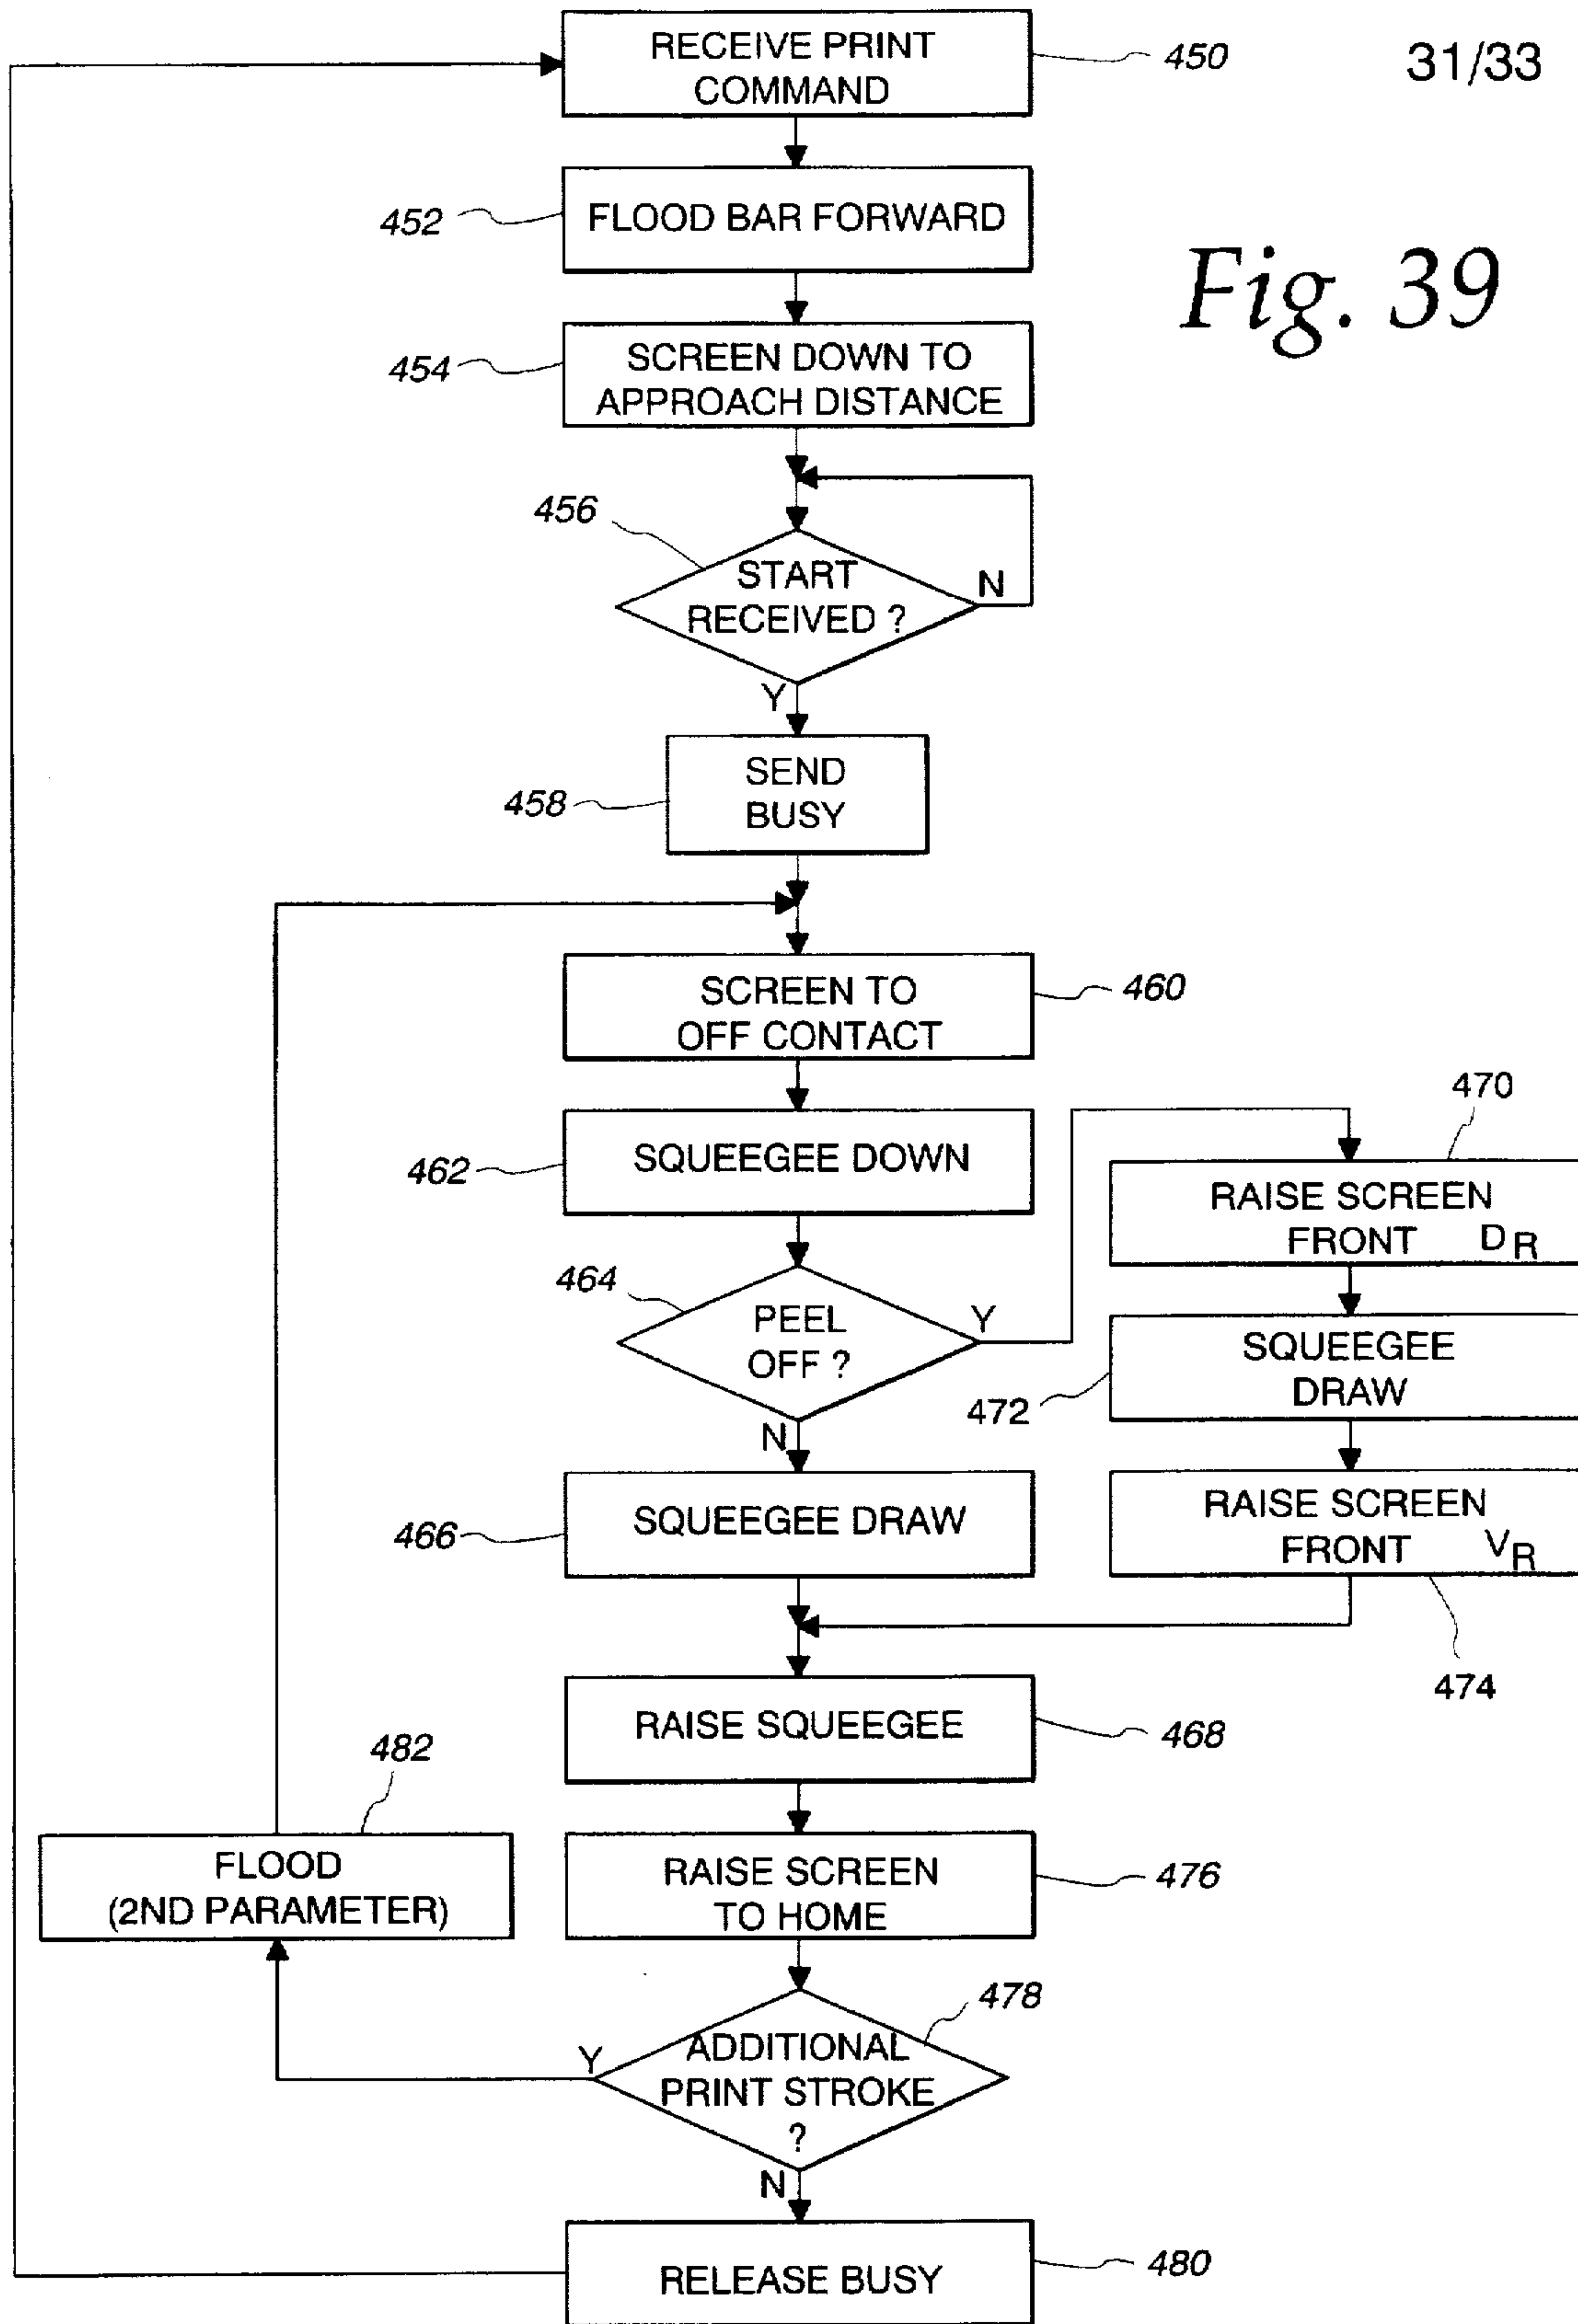 31/33
Fig. 39
RECEIVE PRINT
COMMAND
450
452
FLOOD BAR FORWARD
454
SCREEN DOWN TO
APPROACH DISTANCE
456
START
RECEIVED ?
N
Y
458
SEND
BUSY
SCREEN TO
OFF CONTACT
460
462
SQUEEGEE DOWN
464
PEEL
OFF ?
Y
N
470
RAISE SCREEN
FRONT DR
472
SQUEEGEE
DRAW
RAISE SCREEN
FRONT VR
474
466
SQUEEGEE DRAW
RAISE SQUEEGEE
468
482
FLOOD
(2ND PARAMETER)
RAISE SCREEN
TO HOME
476
478
ADDITIONAL
PRINT STROKE
?
Y
N
RELEASE BUSY
480